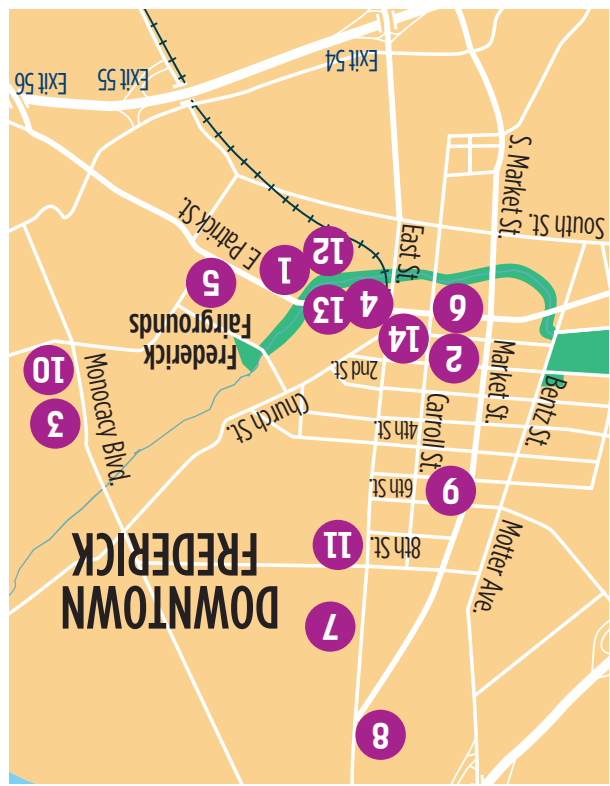 8
7
DOWNTOWN
FREDERICK
8th St.
11
Motter Ave.
6th St.
9
4th St.
Carroll St.
3
Monocacy Blvd.
Church St.
Bentz St.
Market St.
2nd St.
10
2
14
Frederick
Fairgrounds
6
4
13
5
1
12
E. Patrick St.
East St.
South St.
S. Market St.
Exit 54
Exit 55
Exit 56